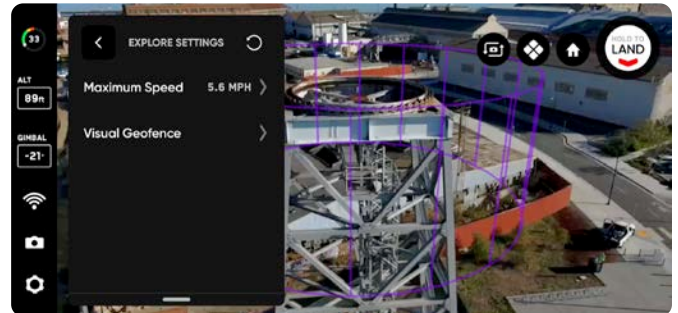 33
ALT
89ft
GIMBAL
-21°
EXPLORE SETTINGS
Maximum Speed 5.6 MPH
Visual Geofence
HOLD TO
LAND